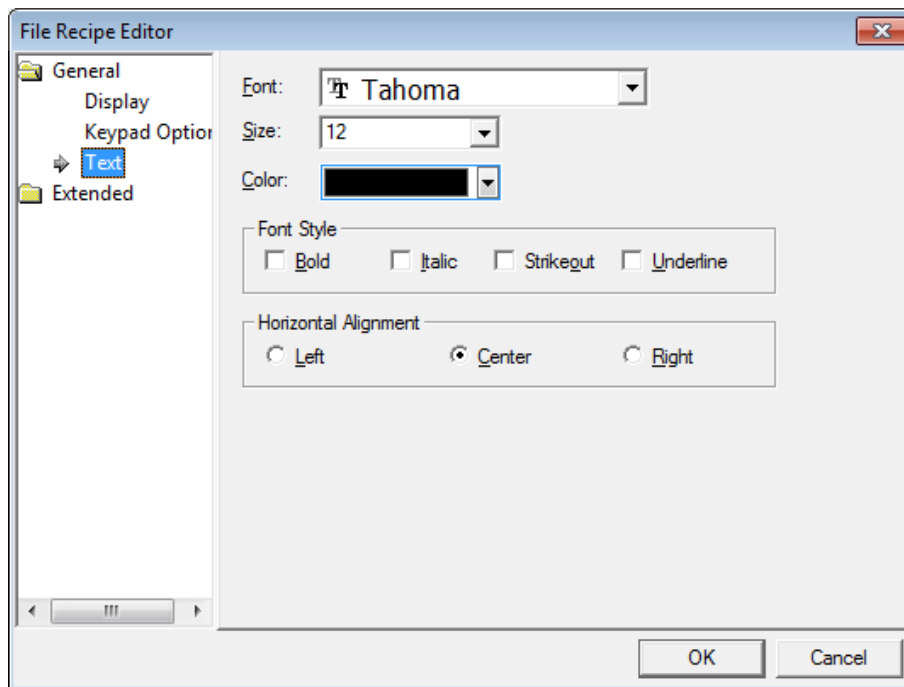 File Recipe Editor
General
Display
Keypad Option
Text
Extended
Font: Tahoma
Size: 12
Color:
Font Style
Bold Italic Strikeout Underline
Horizontal Alignment
Left Center Right
OK Cancel